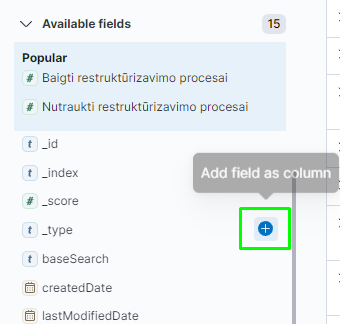 Available fields 15
Popular
# Baigti restruktūrizavimo procesai
# Nutraukti restruktūrizavimo procesai
t _id
t _index
Add field as column
# _score
t _type
t baseSearch
createdDate
lastModifiedDate